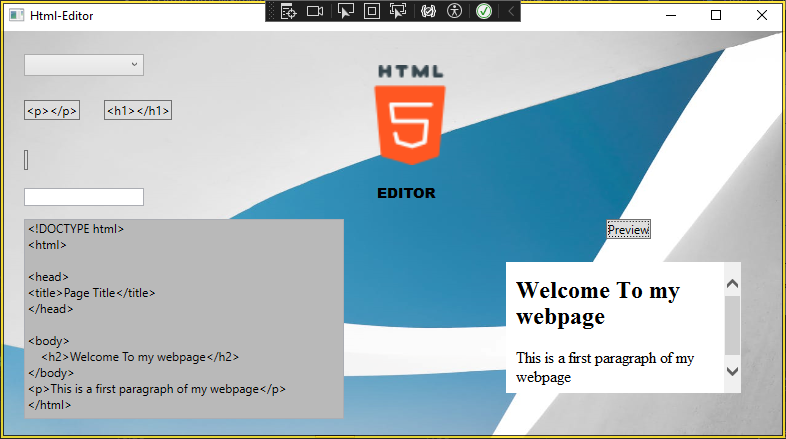 Html-Editor
<p></p>
<h1></h1>
HTML
5
EDITOR
<!DOCTYPE html>
<html>
<head>
<title>Page Title</title>
</head>
<body>
<h2>Welcome To my webpage</h2>
</body>
<p>This is a first paragraph of my webpage</p>
</html>
Preview
Welcome To my
webpage
This is a first paragraph of my
webpage